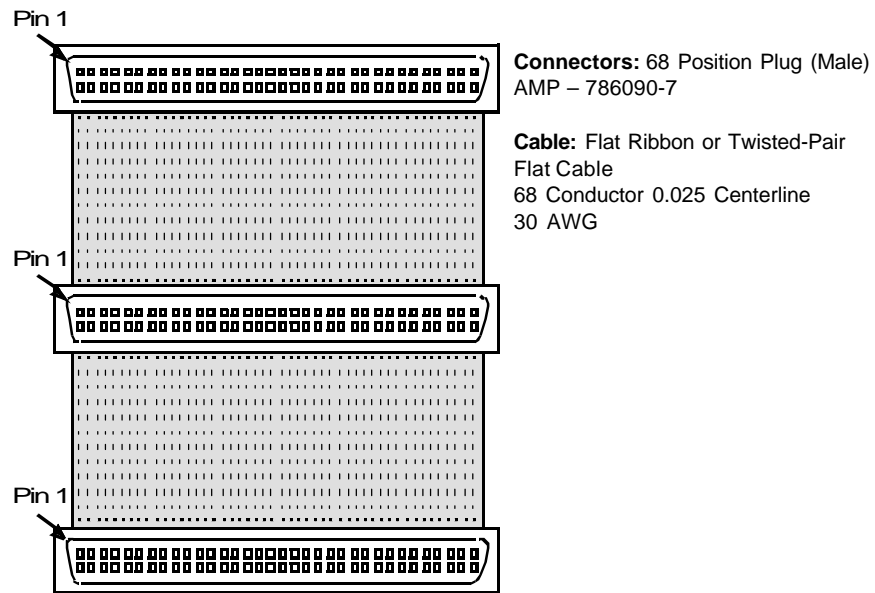 Pin 1
Connectors: 68 Position Plug (Male)
AMP – 786090-7
Cable: Flat Ribbon or Twisted-Pair
Flat Cable
68 Conductor 0.025 Centerline
30 AWG
Pin 1
Pin 1